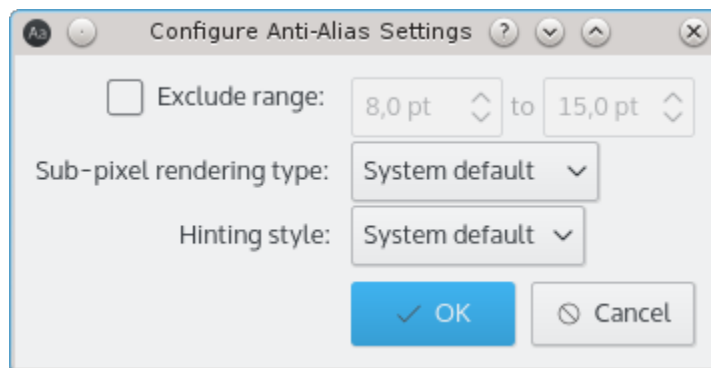 Aa Configure Anti-Alias Settings ?
Exclude range: 8,0 pt to 15,0 pt
Sub-pixel rendering type: System default
Hinting style: System default
OK Cancel